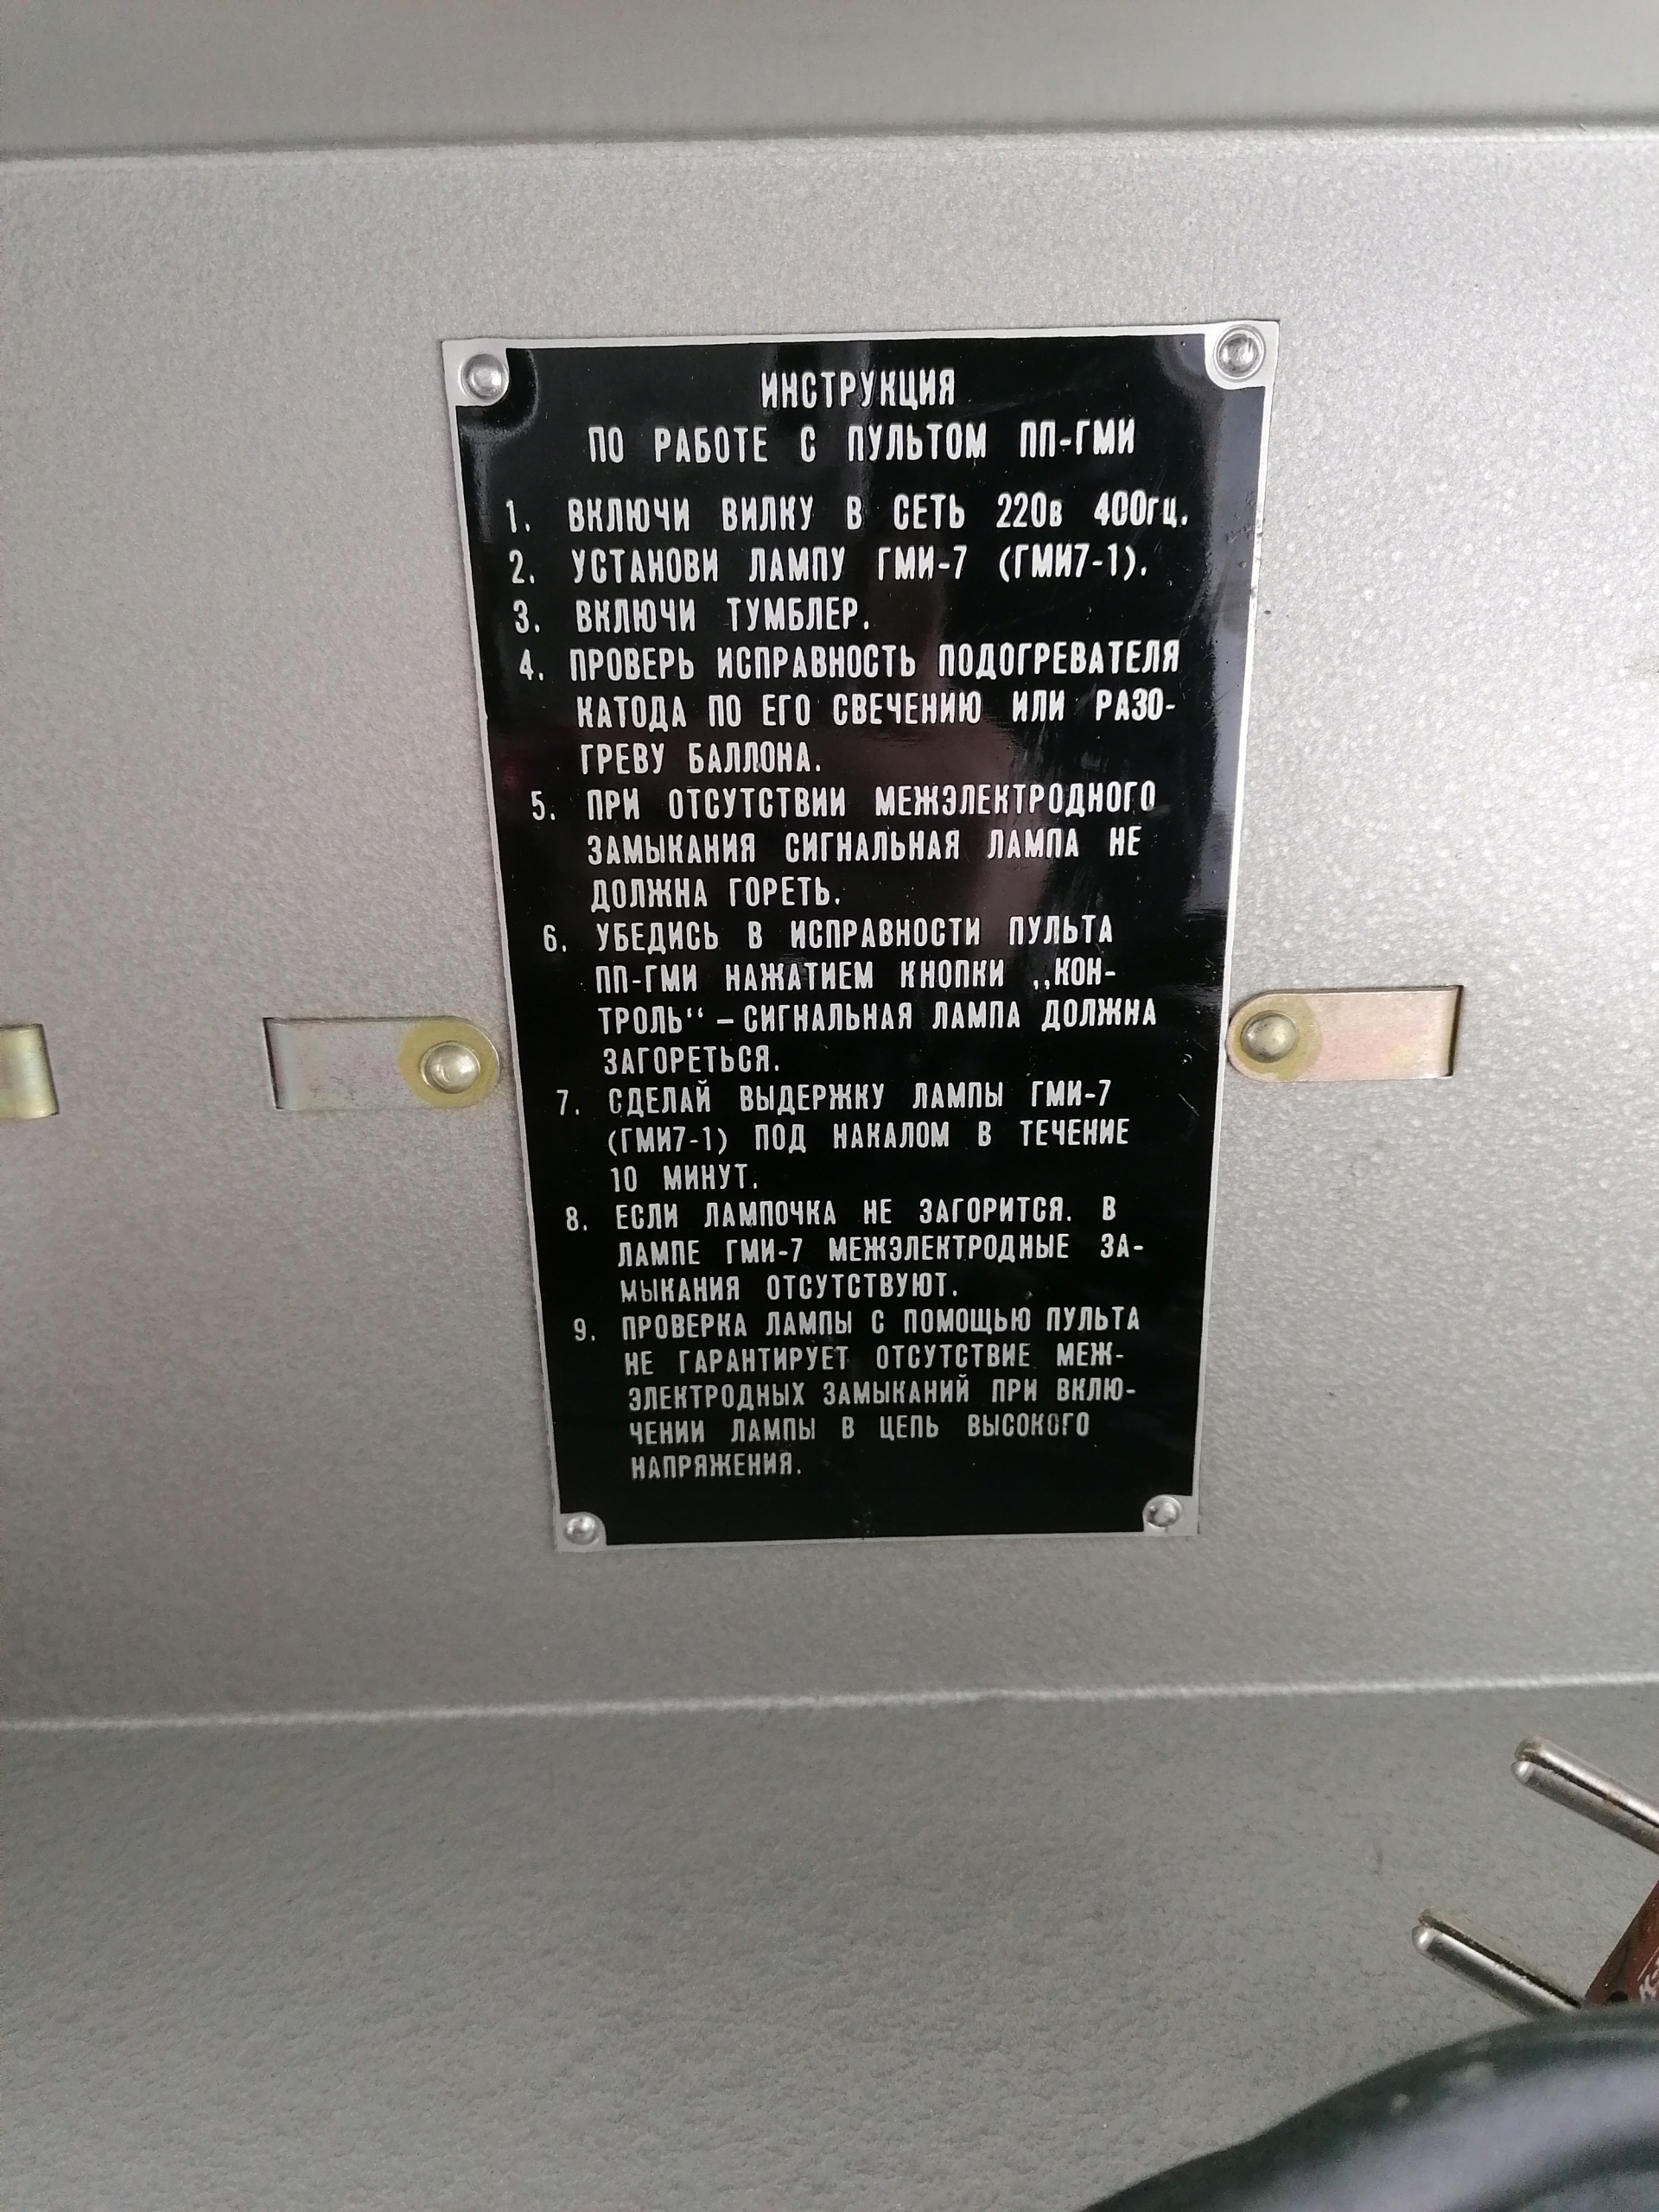 ИНСТРУКЦИЯ
ПО РАБОТЕ С ПУЛЬТОМ ПП-ГМИ
1. ВКЛЮЧИ ВИЛКУ В СЕТЬ 220в 400гц.
2. УСТАНОВИ ЛАМПУ ГМИ-7 (ГМИ7-1).
3. ВКЛЮЧИ ТУМБЛЕР.
4. ПРОВЕРЬ ИСПРАВНОСТЬ ПОДОГРЕВАТЕЛЯ
КАТОДА ПО ЕГО СВЕЧЕНИЮ ИЛИ РАЗО-
ГРЕВУ БАЛЛОНА.
5. ПРИ ОТСУТСТВИИ МЕЖЭЛЕКТРОДНОГО
ЗАМЫКАНИЯ СИГНАЛЬНАЯ ЛАМПА НЕ
ДОЛЖНА ГОРЕТЬ.
6. УБЕДИСЬ В ИСПРАВНОСТИ ПУЛЬТА
ПП-ГМИ НАЖАТИЕМ КНОПКИ „КОН-
ТРОЛЬ“ – СИГНАЛЬНАЯ ЛАМПА ДОЛЖНА
ЗАГОРЕТЬСЯ.
7. СДЕЛАЙ ВЫДЕРЖКУ ЛАМПЫ ГМИ-7
(ГМИ7-1) ПОД НАКАЛОМ В ТЕЧЕНИЕ
10 МИНУТ.
8. ЕСЛИ ЛАМПОЧКА НЕ ЗАГОРИТСЯ. В
ЛАМПЕ ГМИ-7 МЕЖЭЛЕКТРОДНЫЕ ЗА-
МЫКАНИЯ ОТСУТСТВУЮТ.
9. ПРОВЕРКА ЛАМПЫ С ПОМОЩЬЮ ПУЛЬТА
НЕ ГАРАНТИРУЕТ ОТСУТСТВИЕ МЕЖ-
ЭЛЕКТРОДНЫХ ЗАМЫКАНИЙ ПРИ ВКЛЮ-
ЧЕНИИ ЛАМПЫ В ЦЕПЬ ВЫСОКОГО
НАПРЯЖЕНИЯ.